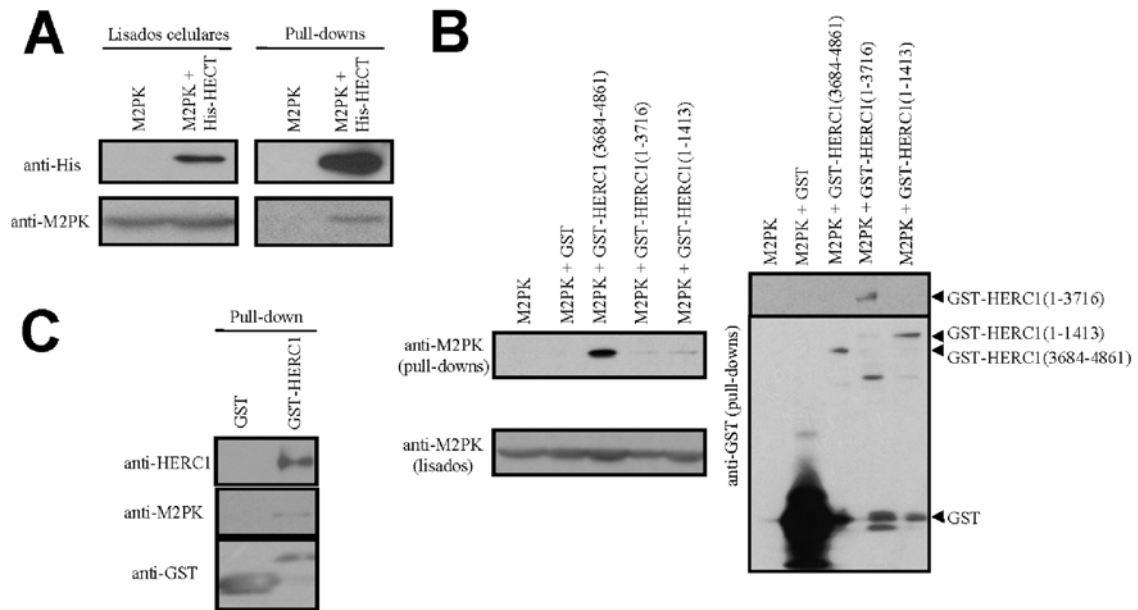 A
Lisados celulares
Pull-downs
M2PK
M2PK +
His-HECT
M2PK
M2PK +
His-HECT
anti-His
anti-M2PK
B
M2PK
M2PK + GST
M2PK + GST-HERC1 (3684-4861)
M2PK + GST-HERC1(1-3716)
M2PK + GST-HERC1 (1-1413)
anti-M2PK
(pull-downs)
anti-M2PK
(lisados)
M2PK
M2PK + GST
M2PK + GST-HERC1(3684-4861)
M2PK + GST-HERC1(1-3716)
M2PK + GST-HERC1(1-1413)
anti-GST (pull-downs)
GST-HERC1(1-3716)
GST-HERC1(1-1413)
GST-HERC1(3684-4861)
GST
C
Pull-down
GST
GST-HERC1
anti-HERC1
anti-M2PK
anti-GST